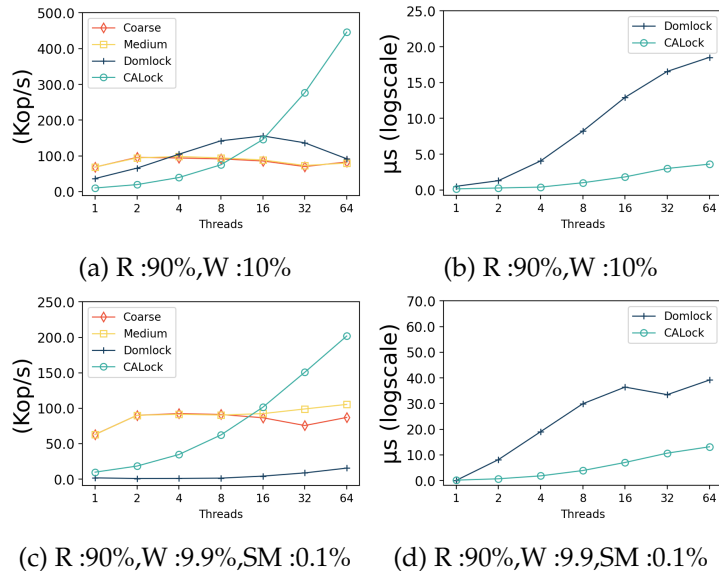 500.0
400.0
300.0
200.0
100.0
0.0
(Kop/s)
Coarse
Medium
Domlock
CALock
1 2 4 8 16 32 64
Threads
(a) R :90%,W :10%
25.0
20.0
15.0
10.0
5.0
0.0
µs (logscale)
Domlock
CALock
1 2 4 8 16 32 64
Threads
(b) R :90%,W :10%
250.0
200.0
150.0
100.0
50.0
0.0
(Kop/s)
Coarse
Medium
Domlock
CALock
1 2 4 8 16 32 64
Threads
(c) R :90%,W :9.9%,SM :0.1%
70.0
60.0
50.0
40.0
30.0
20.0
10.0
0.0
µs (logscale)
Domlock
CALock
1 2 4 8 16 32 64
Threads
(d) R :90%,W :9.9,SM :0.1%